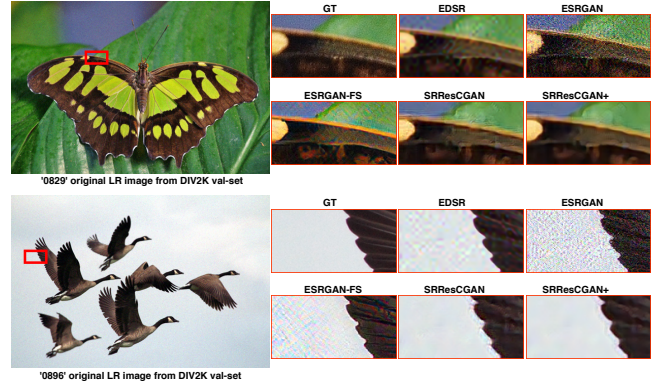 GT EDSR ESRGAN
ESRGAN-FS SRResCGAN SRResCGAN+
'0829' original LR image from DIV2K val-set
GT EDSR ESRGAN
ESRGAN-FS SRResCGAN SRResCGAN+
'0896' original LR image from DIV2K val-set